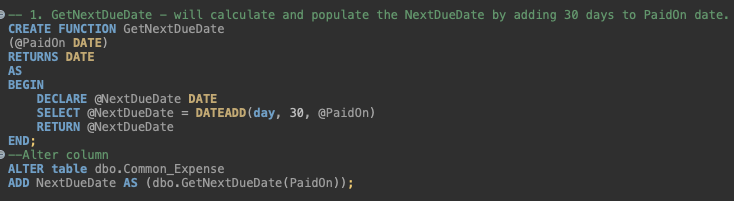 -- 1. GetNextDueDate - will calculate and populate the NextDueDate by adding 30 days to PaidOn date.
CREATE FUNCTION GetNextDueDate
(@PaidOn DATE)
RETURNS DATE
AS
BEGIN
    DECLARE @NextDueDate DATE
    SELECT @NextDueDate = DATEADD(day, 30, @PaidOn)
    RETURN @NextDueDate
END;
--Alter column
ALTER table dbo.Common_Expense
ADD NextDueDate AS (dbo.GetNextDueDate(PaidOn));